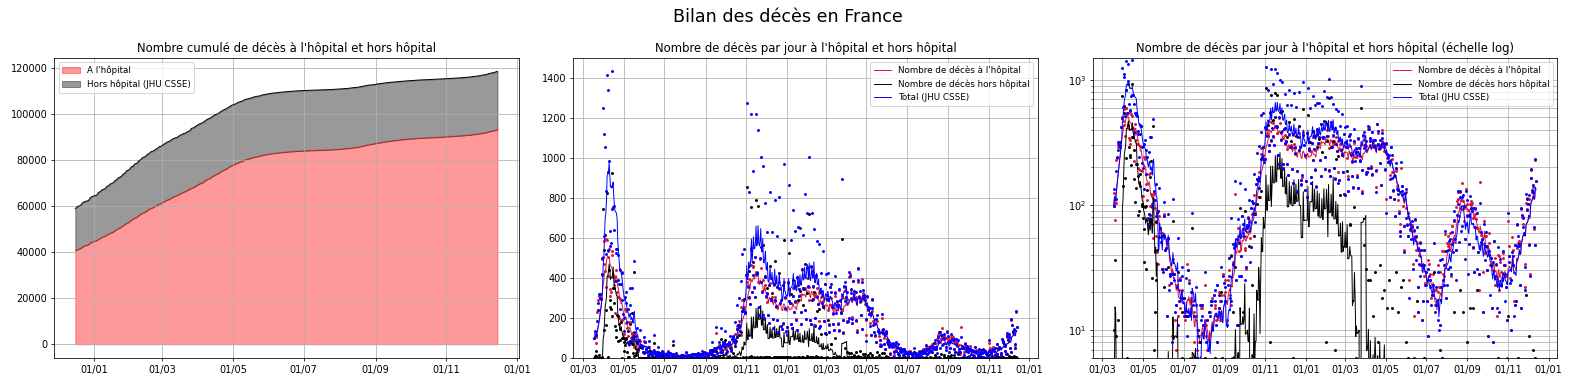 Bilan des décès en France
Nombre cumulé de décès à l'hôpital et hors hôpital
A l'hôpital
Hors hôpital (JHU CSSE)
120000
100000
80000
60000
40000
20000
0
01/01 01/03 01/05 01/07 01/09 01/11 01/01
Nombre de décès par jour à l'hôpital et hors hôpital
Nombre de décès à l'hôpital
Nombre de décès hors hôpital
Total (JHU CSSE)
1400
1200
1000
800
600
400
200
0
01/03 01/05 01/07 01/09 01/11 01/01 01/03 01/05 01/07 01/09 01/11 01/01
Nombre de décès par jour à l'hôpital et hors hôpital (échelle log)
Nombre de décès à l'hôpital
Nombre de décès hors hôpital
Total (JHU CSSE)
10³
10²
10¹
01/03 01/05 01/07 01/09 01/11 01/01 01/03 01/05 01/07 01/09 01/11 01/01